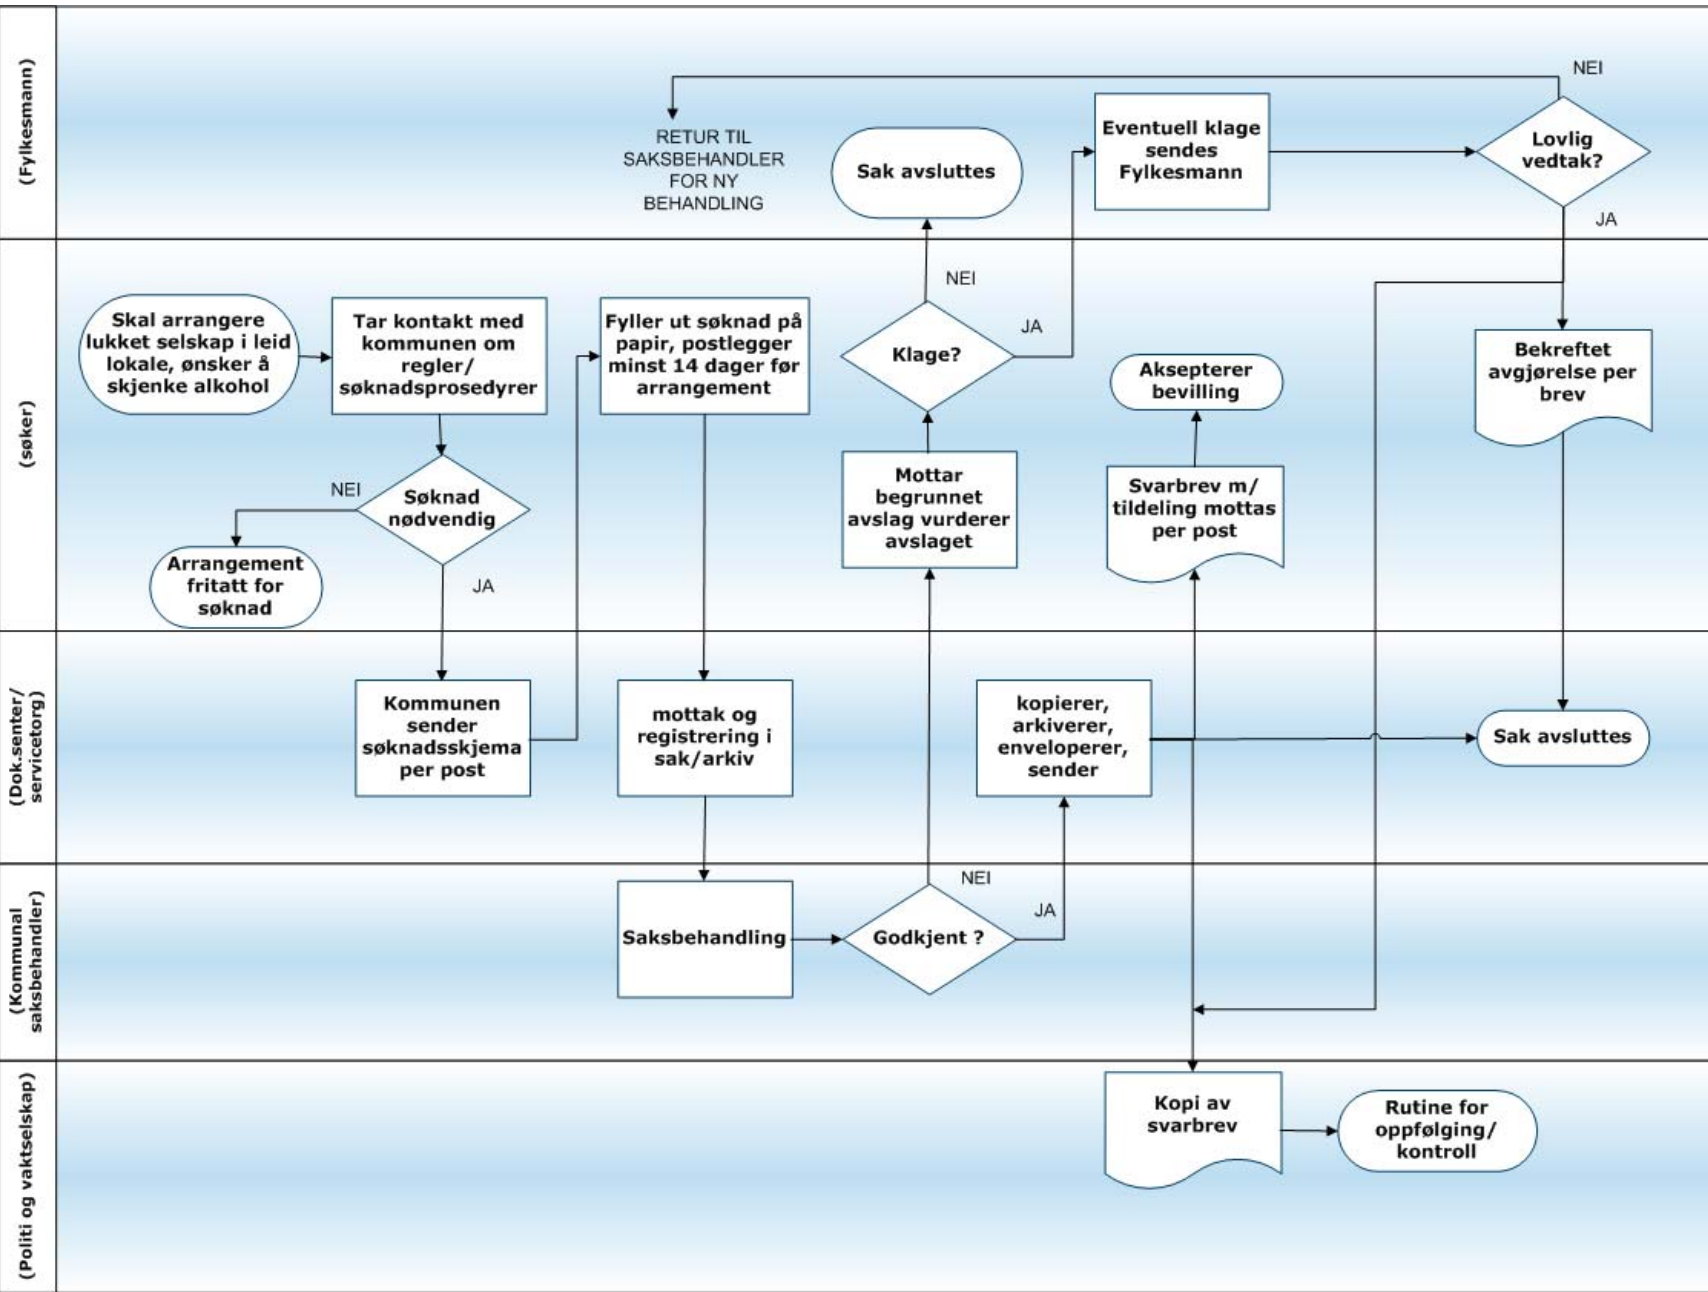 (Fylkesmann)
NEI
RETUR TIL
SAKSBEHANDLER
FOR NY
BEHANDLING
Sak avsluttes
Eventuell klage
sendes
Fylkesmann
Lovlig
vedtak?
JA
(søker)
Skal arrangere
lukket selskap i leid
lokale, ønsker å
skjenke alkohol
Tar kontakt med
kommunen om
regler/
søknadsprosedyrer
Fyller ut søknad på
papir, postlegger
minst 14 dager før
arrangement
NEI
Klage?
JA
Aksepterer
bevilling
Bekreftet
avgjørelse per
brev
NEI
Søknad
nødvendig
JA
Arrangement
fritatt for
søknad
Mottar
begrunnet
avslag vurderer
avslaget
Svarbrev m/
tildeling mottas
per post
(Dok.senter/
servicetorg)
Kommunen
sender
søknadsskjema
per post
mottak og
registrering i
sak/arkiv
kopierer,
arkiverer,
enveloperer,
sender
Sak avsluttes
(Kommunal
saksbehandler)
Saksbehandling
Godkjent ?
NEI
JA
(Politi og vaktselskap)
Kopi av
svarbrev
Rutine for
oppfølging/
kontroll